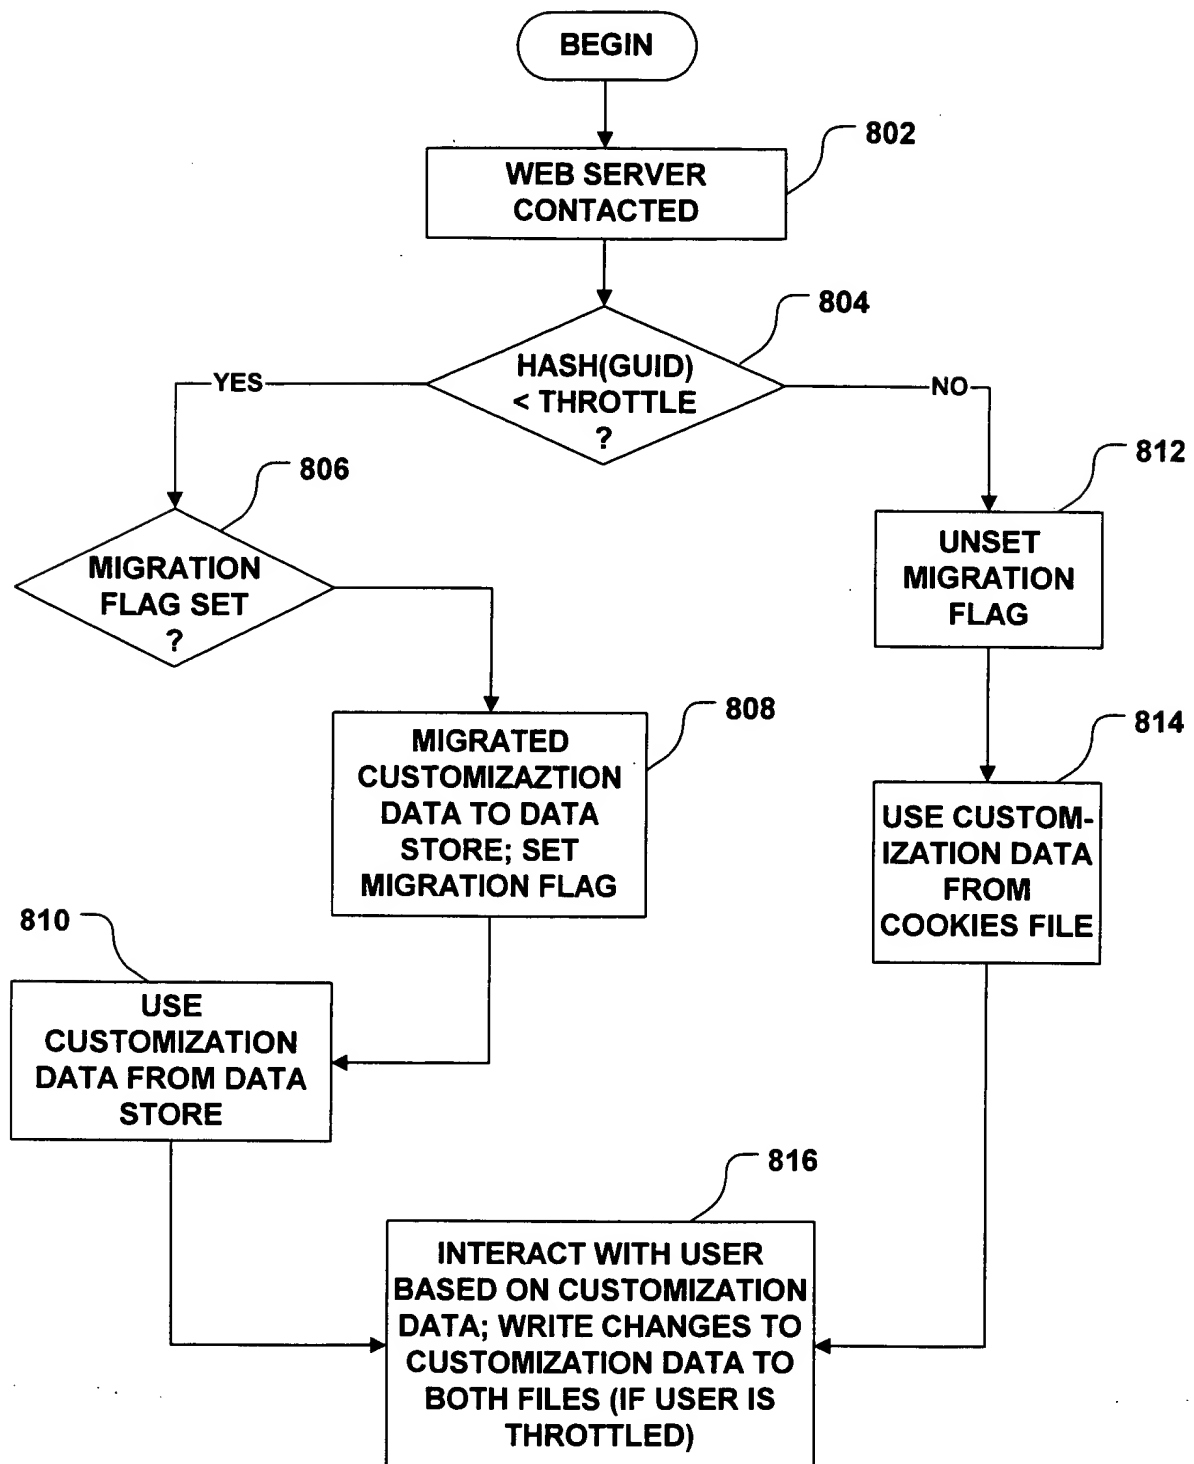 BEGIN
802
WEB SERVER
CONTACTED
804
HASH(GUID)
< THROTTLE
?
YES
NO
806
812
MIGRATION
FLAG SET
?
UNSET
MIGRATION
FLAG
808
814
MIGRATED
CUSTOMIZAZTION
DATA TO DATA
STORE; SET
MIGRATION FLAG
USE CUSTOM-
IZATION DATA
FROM
COOKIES FILE
810
USE
CUSTOMIZATION
DATA FROM DATA
STORE
816
INTERACT WITH USER
BASED ON CUSTOMIZATION
DATA; WRITE CHANGES TO
CUSTOMIZATION DATA TO
BOTH FILES (IF USER IS
THROTTLED)